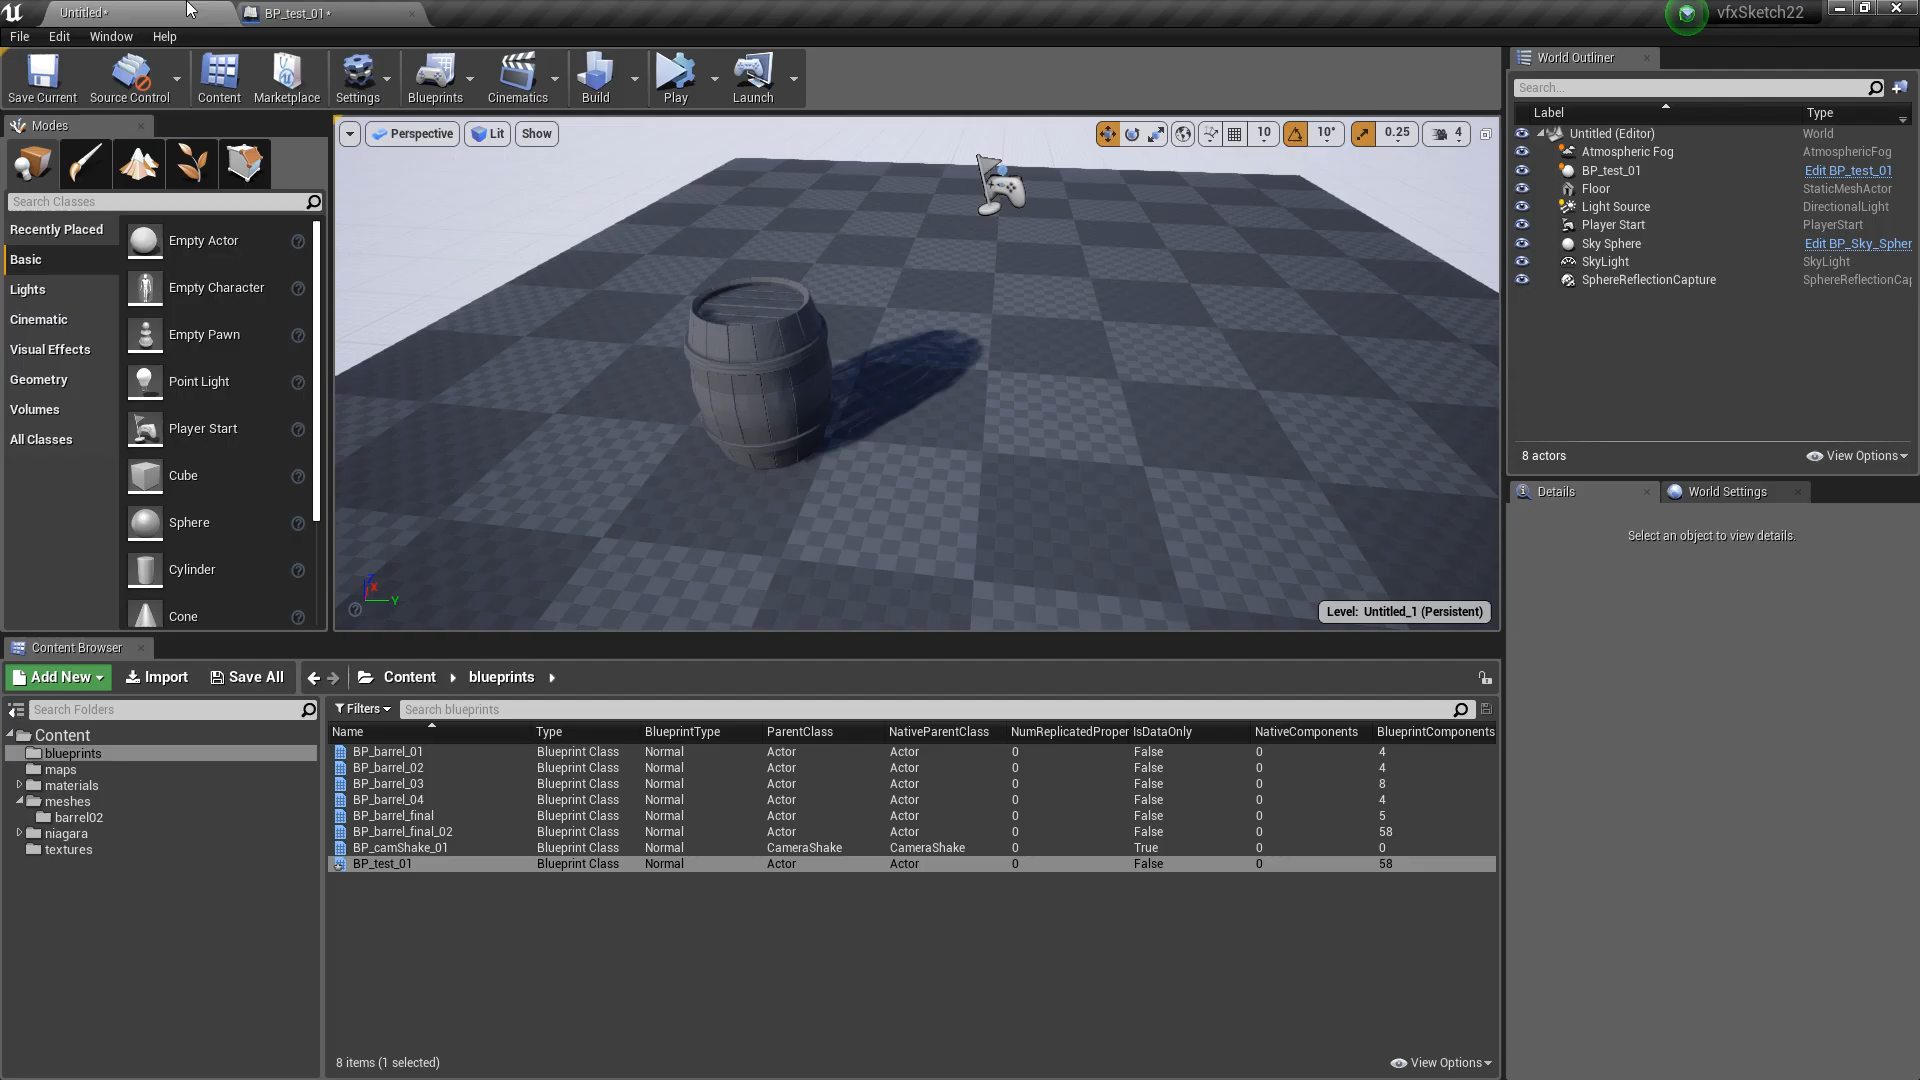 Untitled*
BP_test_01*
vfxSketch22
File Edit Window Help
Save Current Source Control Content Marketplace Settings Blueprints Cinematics Build Play Launch
Modes
Search Classes
Recently Placed
Basic
Lights
Cinematic
Visual Effects
Geometry
Volumes
All Classes
Empty Actor
Empty Character
Empty Pawn
Point Light
Player Start
Cube
Sphere
Cylinder
Cone
Perspective Lit Show
10 10° 0.25 4
X
Y
Level: Untitled_1 (Persistent)
World Outliner
Search...
Label Type
Untitled (Editor) World
Atmospheric Fog AtmosphericFog
BP_test_01 Edit BP_test_01
Floor StaticMeshActor
Light Source DirectionalLight
Player Start PlayerStart
Sky Sphere Edit BP_Sky_Spher
SkyLight SkyLight
SphereReflectionCapture SphereReflectionCap
8 actors View Options
Details World Settings
Select an object to view details.
Content Browser
Add New Import Save All Content blueprints
Search Folders
Content
blueprints
maps
materials
meshes
barrel02
niagara
textures
Filters Search blueprints
Name Type BlueprintType ParentClass NativeParentClass NumReplicatedProper IsDataOnly NativeComponents BlueprintComponents
BP_barrel_01 Blueprint Class Normal Actor Actor 0 False 0 4
BP_barrel_02 Blueprint Class Normal Actor Actor 0 False 0 4
BP_barrel_03 Blueprint Class Normal Actor Actor 0 False 0 8
BP_barrel_04 Blueprint Class Normal Actor Actor 0 False 0 4
BP_barrel_final Blueprint Class Normal Actor Actor 0 False 0 5
BP_barrel_final_02 Blueprint Class Normal Actor Actor 0 False 0 58
BP_camShake_01 Blueprint Class Normal CameraShake CameraShake 0 True 0 0
BP_test_01 Blueprint Class Normal Actor Actor 0 False 0 58
8 items (1 selected) View Options